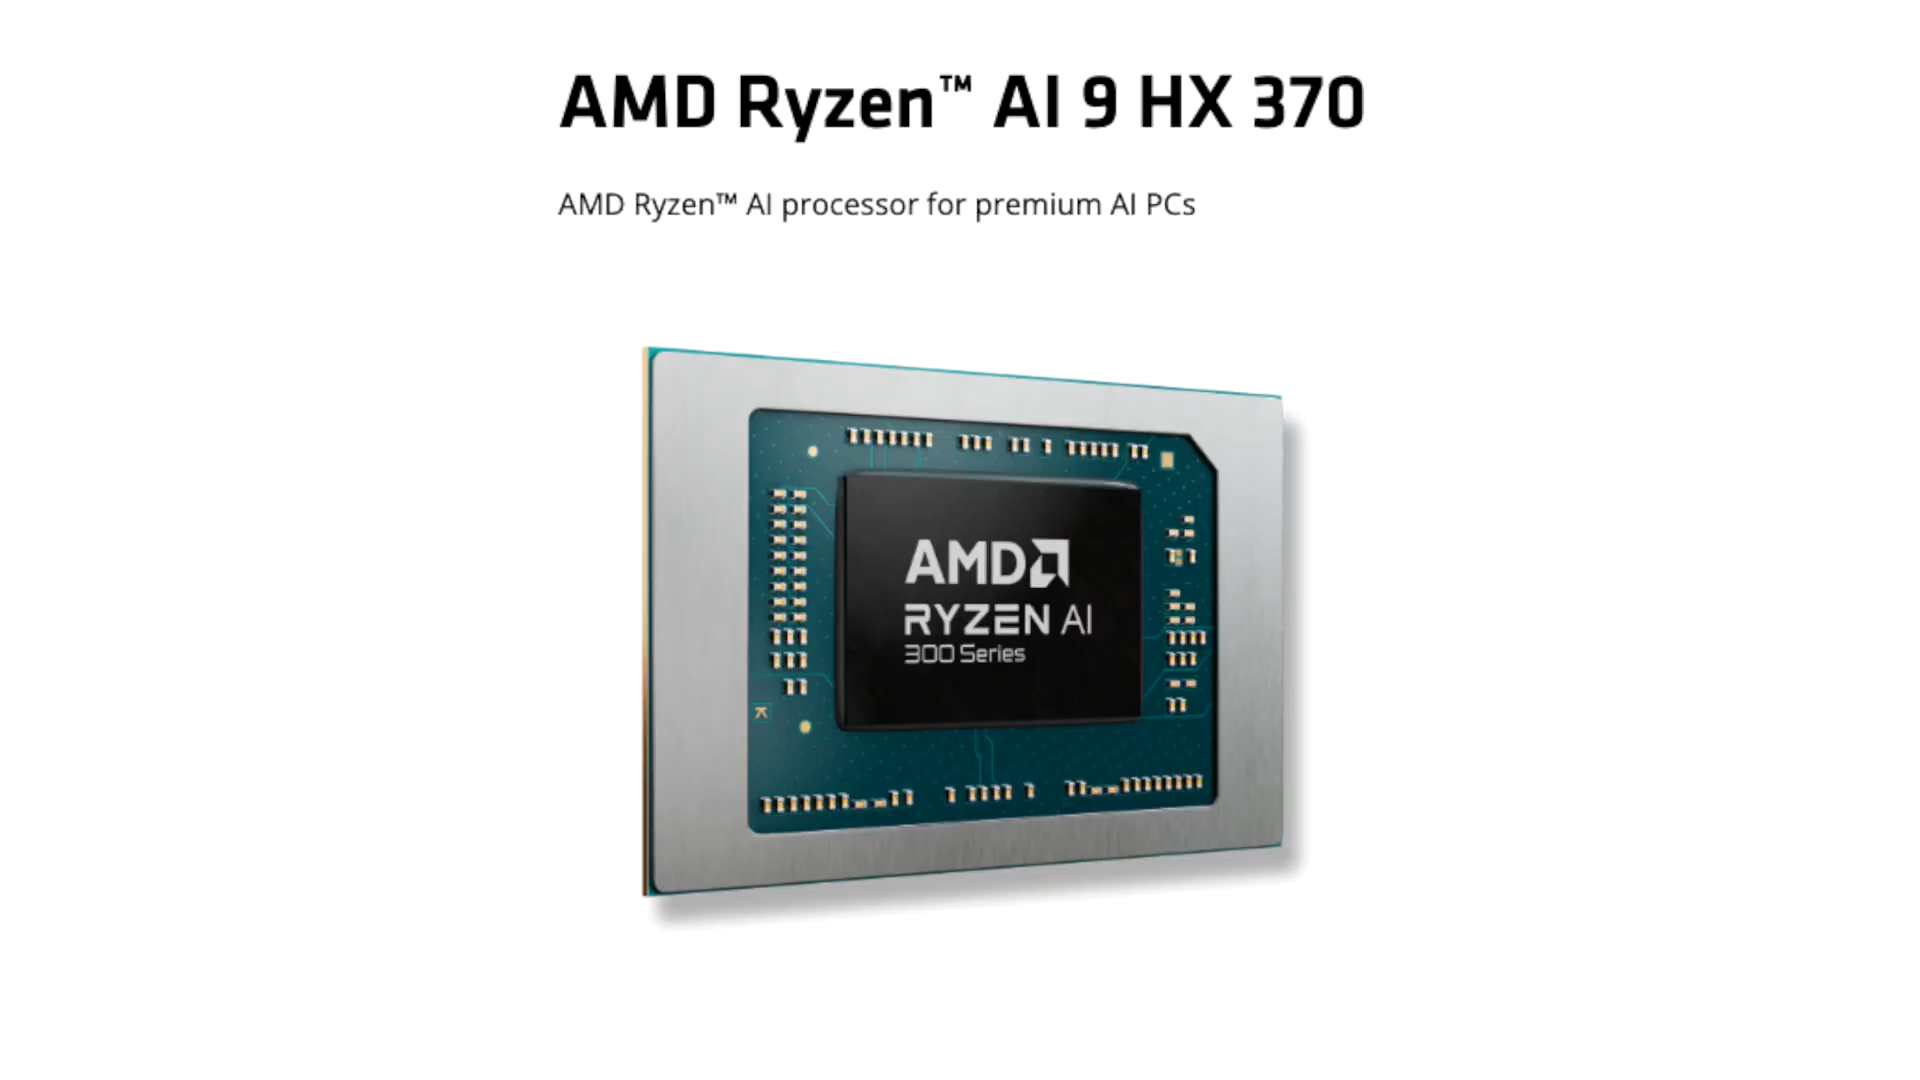 AMD Ryzen™ AI 9 HX 370
AMD Ryzen™ AI processor for premium AI PCs
AMD
RYZEN AI
300 Series